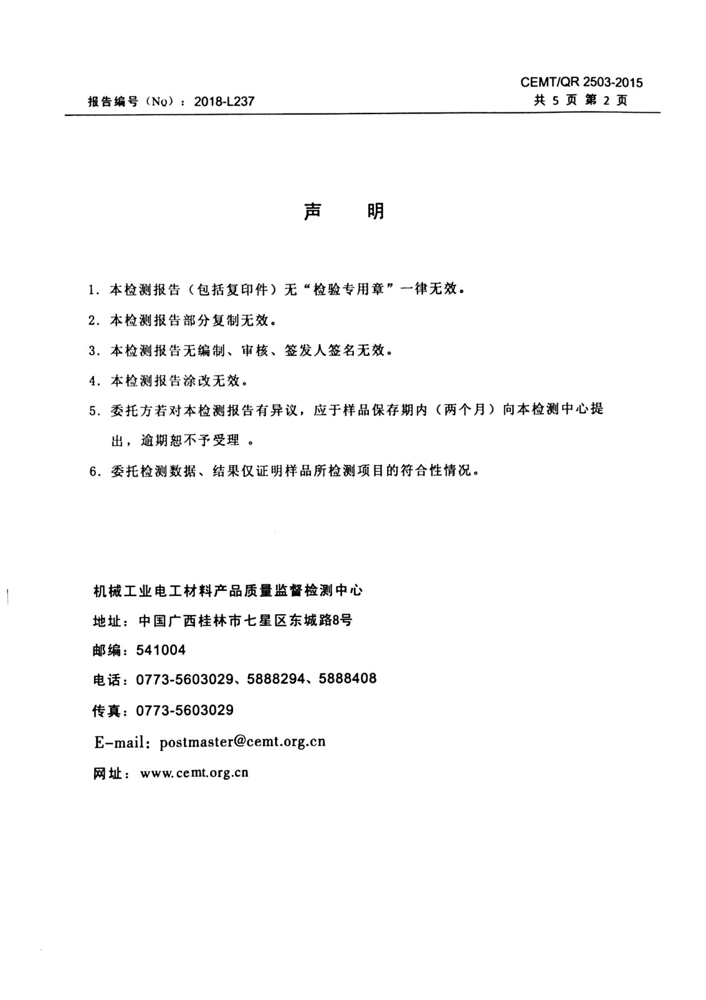 CEMT/QR 2503-2015
报告编号（No）：2018-L237
共 5 页 第 2 页
声 明
1. 本检测报告（包括复印件）无“检验专用章”一律无效。
2. 本检测报告部分复制无效。
3. 本检测报告无编制、审核、签发人签名无效。
4. 本检测报告涂改无效。
5. 委托方若对本检测报告有异议，应于样品保存期内（两个月）向本检测中心提
出，逾期恕不予受理 。
6. 委托检测数据、结果仅证明样品所检测项目的符合性情况。
机械工业电工材料产品质量监督检测中心
地址：中国广西桂林市七星区东城路8号
邮编：541004
电话：0773-5603029、5888294、5888408
传真：0773-5603029
E-mail：postmaster@cemt.org.cn
网址：www.cemt.org.cn